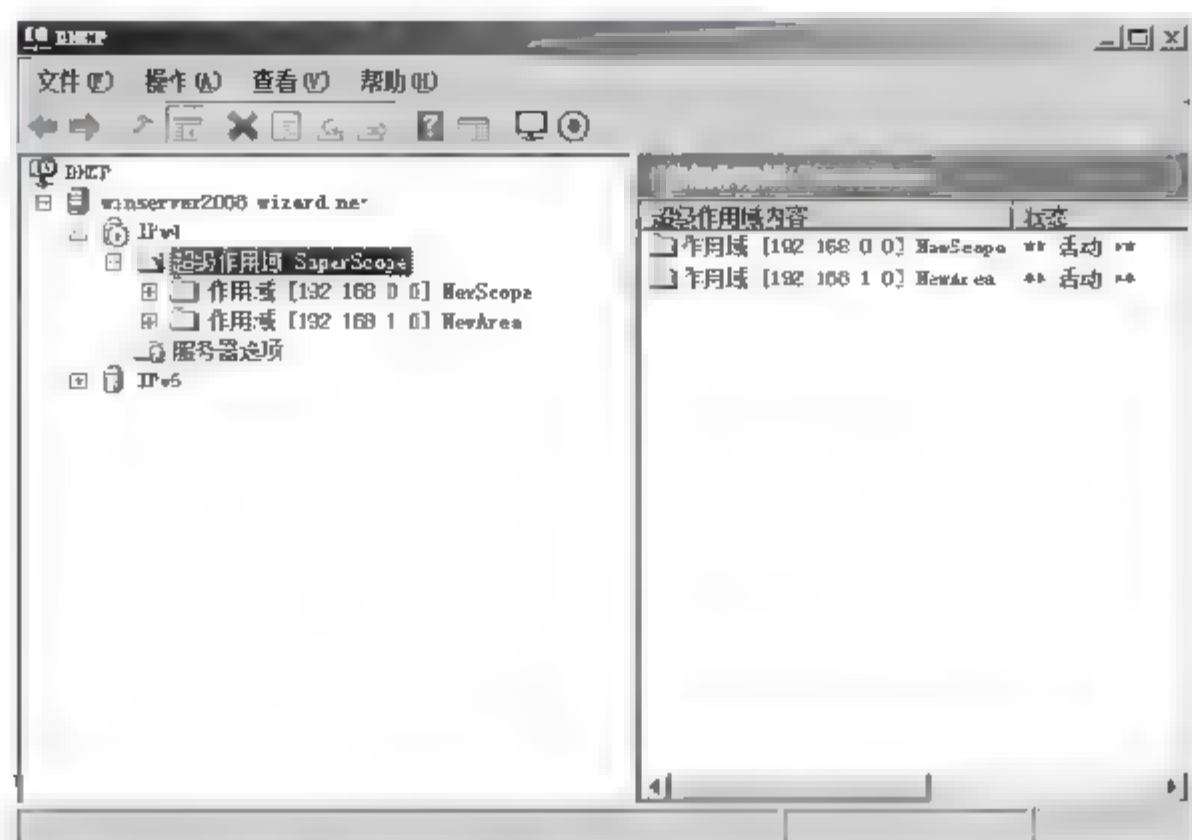 DHCP
文件(F) 操作(A) 查看(V) 帮助(H)
DHCP
winserver2008 wizard.net
IPv4
超级作用域 SuperScope
作用域 [192 168 0 0] NewScope
作用域 [192 168 1 0] NewArea
服务器选项
IPv6
超级作用域内容 状态
作用域 [192 168 0 0] NewScope ** 活动 **
作用域 [192 168 1 0] NewArea ** 活动 **